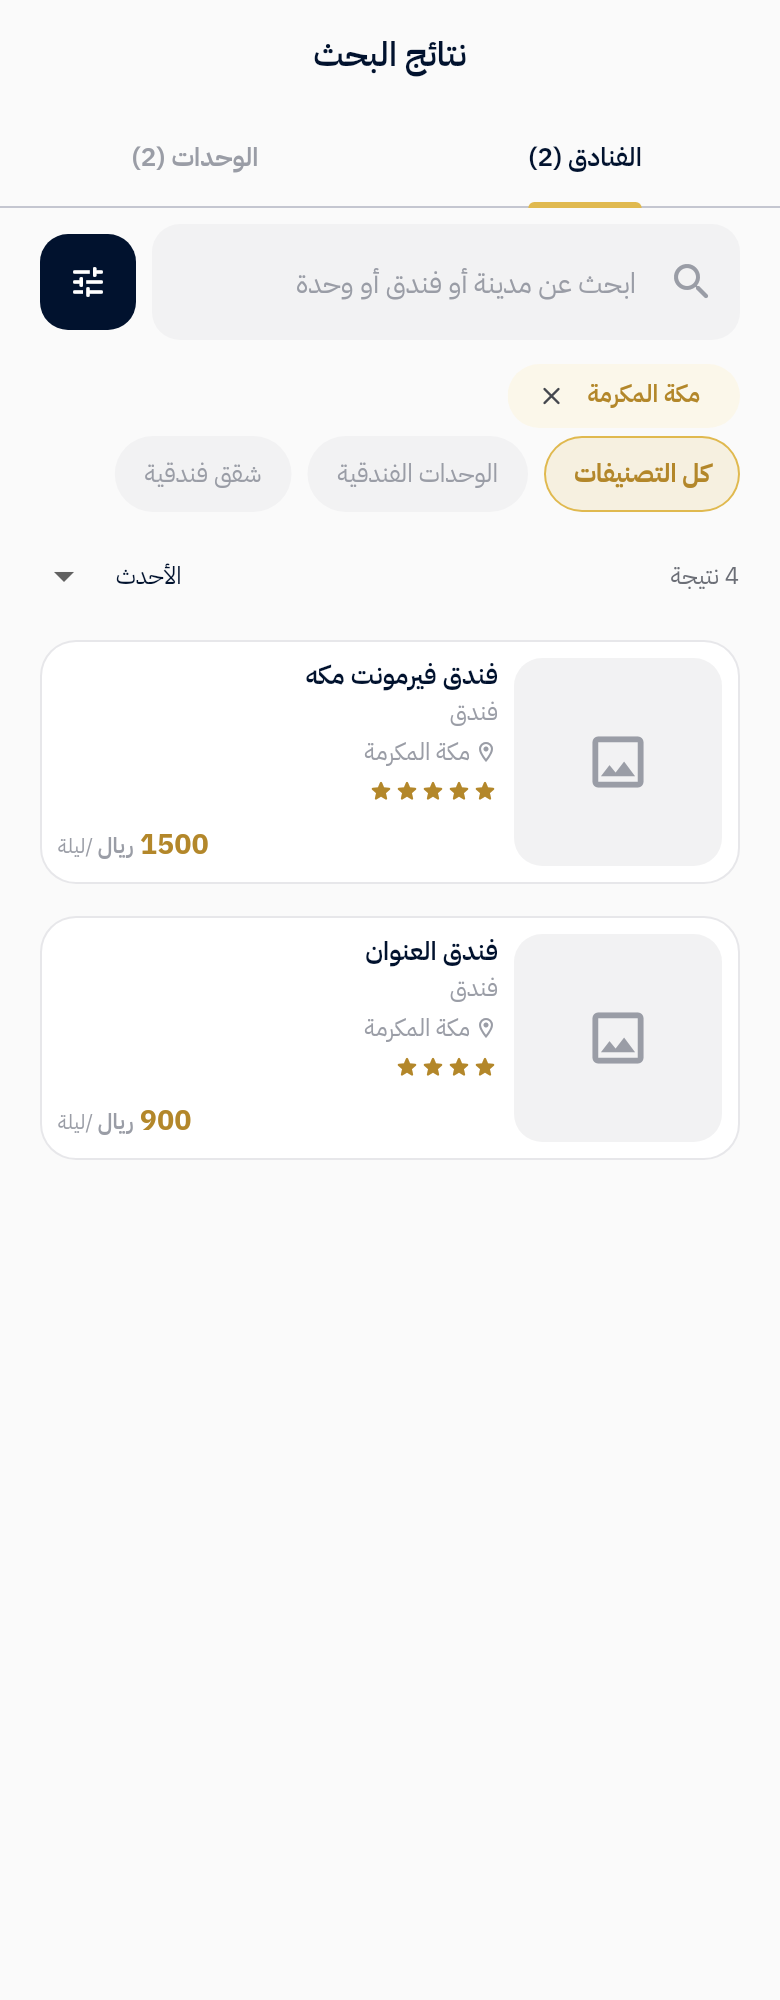 نتائج البحث
الفنادق (2)
الوحدات (2)
ابحث عن مدينة أو فندق أو وحدة
مكة المكرمة
كل التصنيفات
الوحدات الفندقية
شقق فندقية
4 نتيجة
الأحدث
فندق فيرمونت مكه
فندق
مكة المكرمة
1500 ريال /ليلة
فندق العنوان
فندق
مكة المكرمة
900 ريال /ليلة